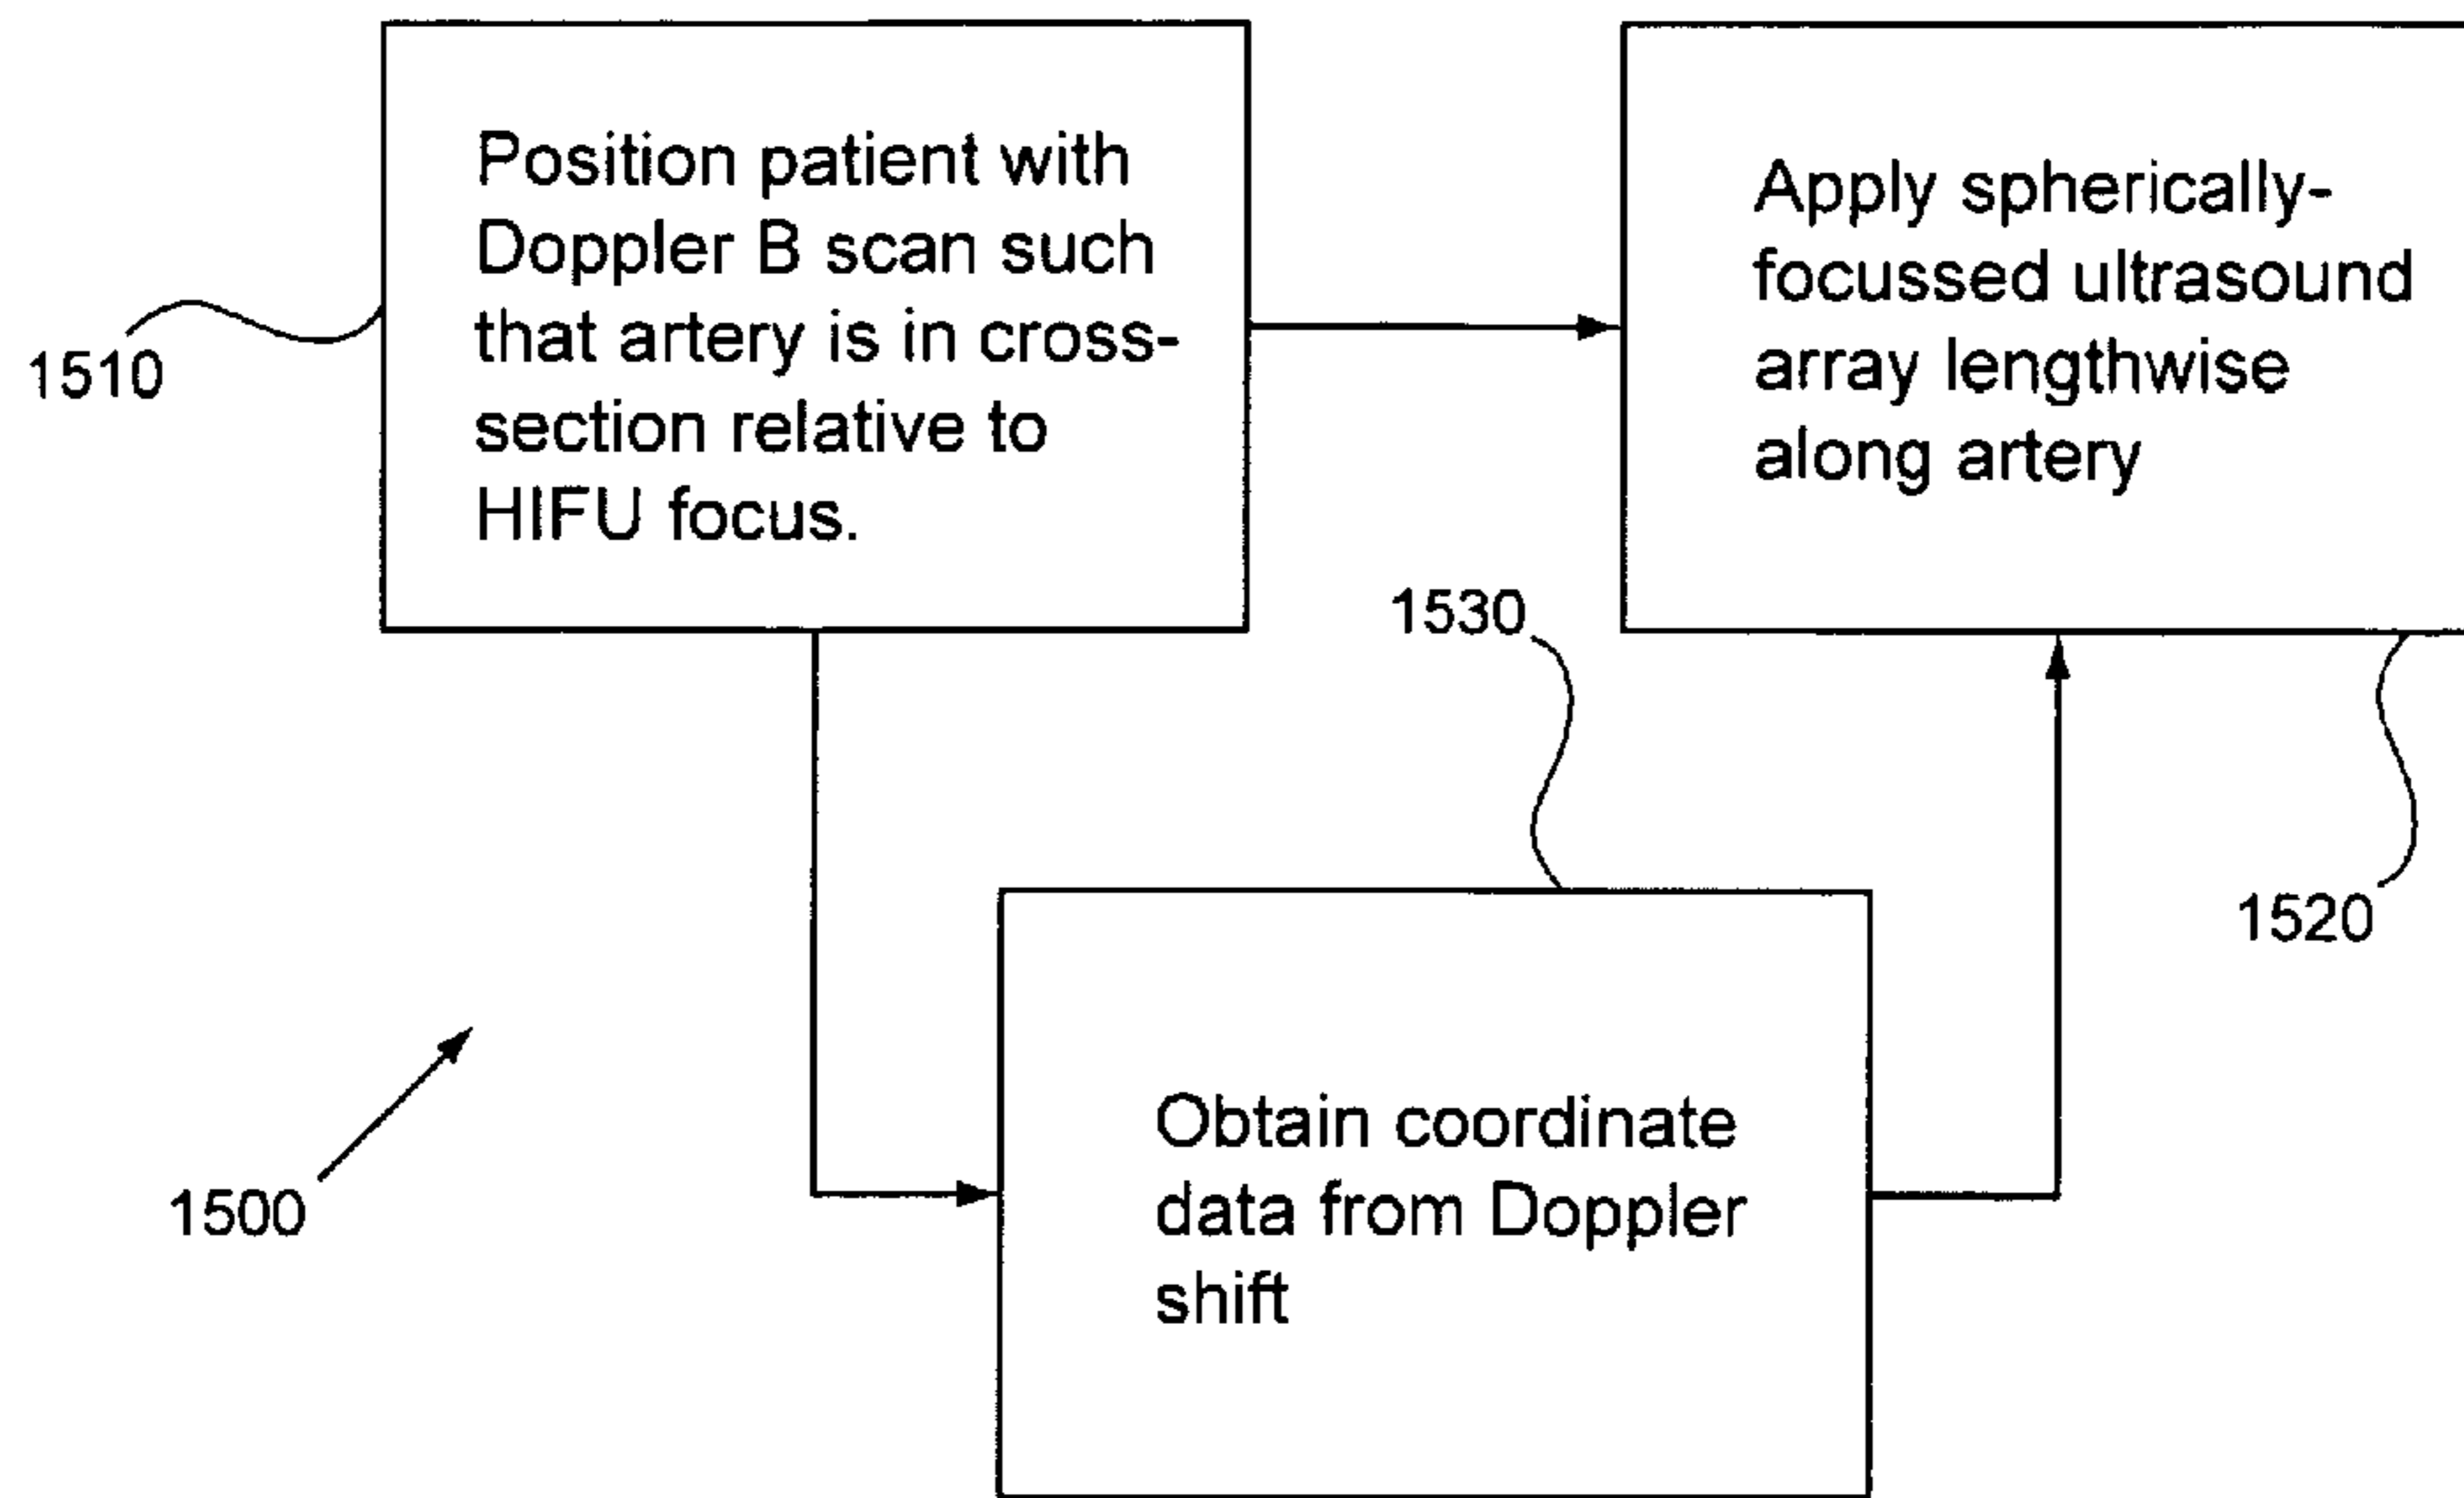 Position patient with
Doppler B scan such
that artery is in cross-
section relative to
HIFU focus.
1510
Apply spherically-
focussed ultrasound
array lengthwise
along artery
1530
1520
Obtain coordinate
data from Doppler
shift
1500